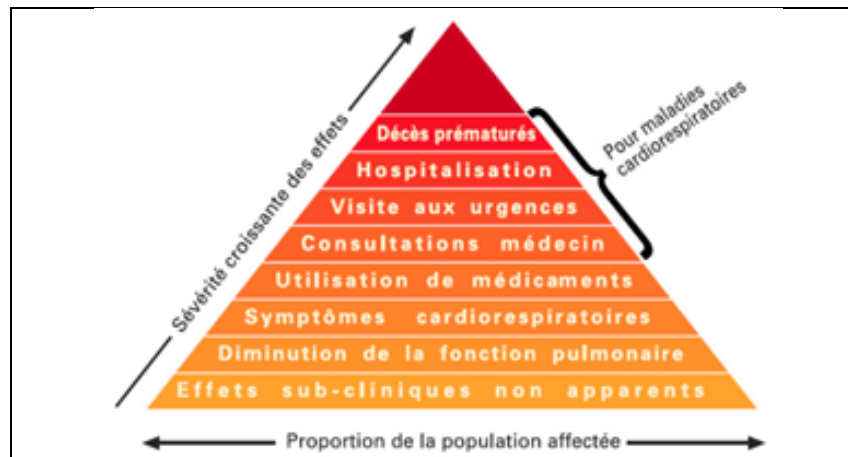 Sévérité croissante des effets
Décès prématurés
Hospitalisation
Visite aux urgences
Consultations médecin
Utilisation de médicaments
Symptômes cardiorespiratoires
Diminution de la fonction pulmonaire
Effets sub-cliniques non apparents
Pour maladies
cardiorespiratoires
Proportion de la population affectée